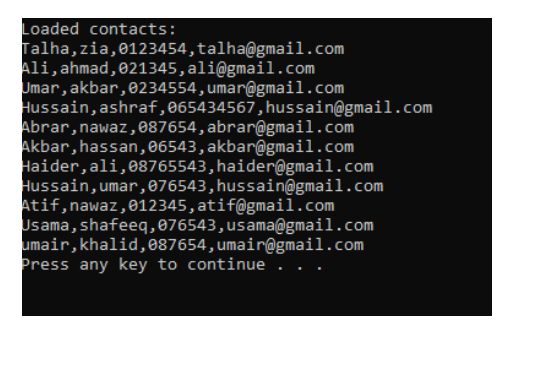 Loaded contacts:
Talha,zia,0123454,talha@gmail.com
Ali,ahmad,021345,ali@gmail.com
Umar,akbar,0234554,umar@gmail.com
Hussain,ashraf,065434567,hussain@gmail.com
Abrar,nawaz,087654,abrar@gmail.com
Akbar,hassan,06543,akbar@gmail.com
Haider,ali,08765543,haider@gmail.com
Hussain,umar,076543,hussain@gmail.com
Atif,nawaz,012345,atif@gmail.com
Usama,shafeeq,076543,usama@gmail.com
umair,khalid,087654,umair@gmail.com
Press any key to continue . . .